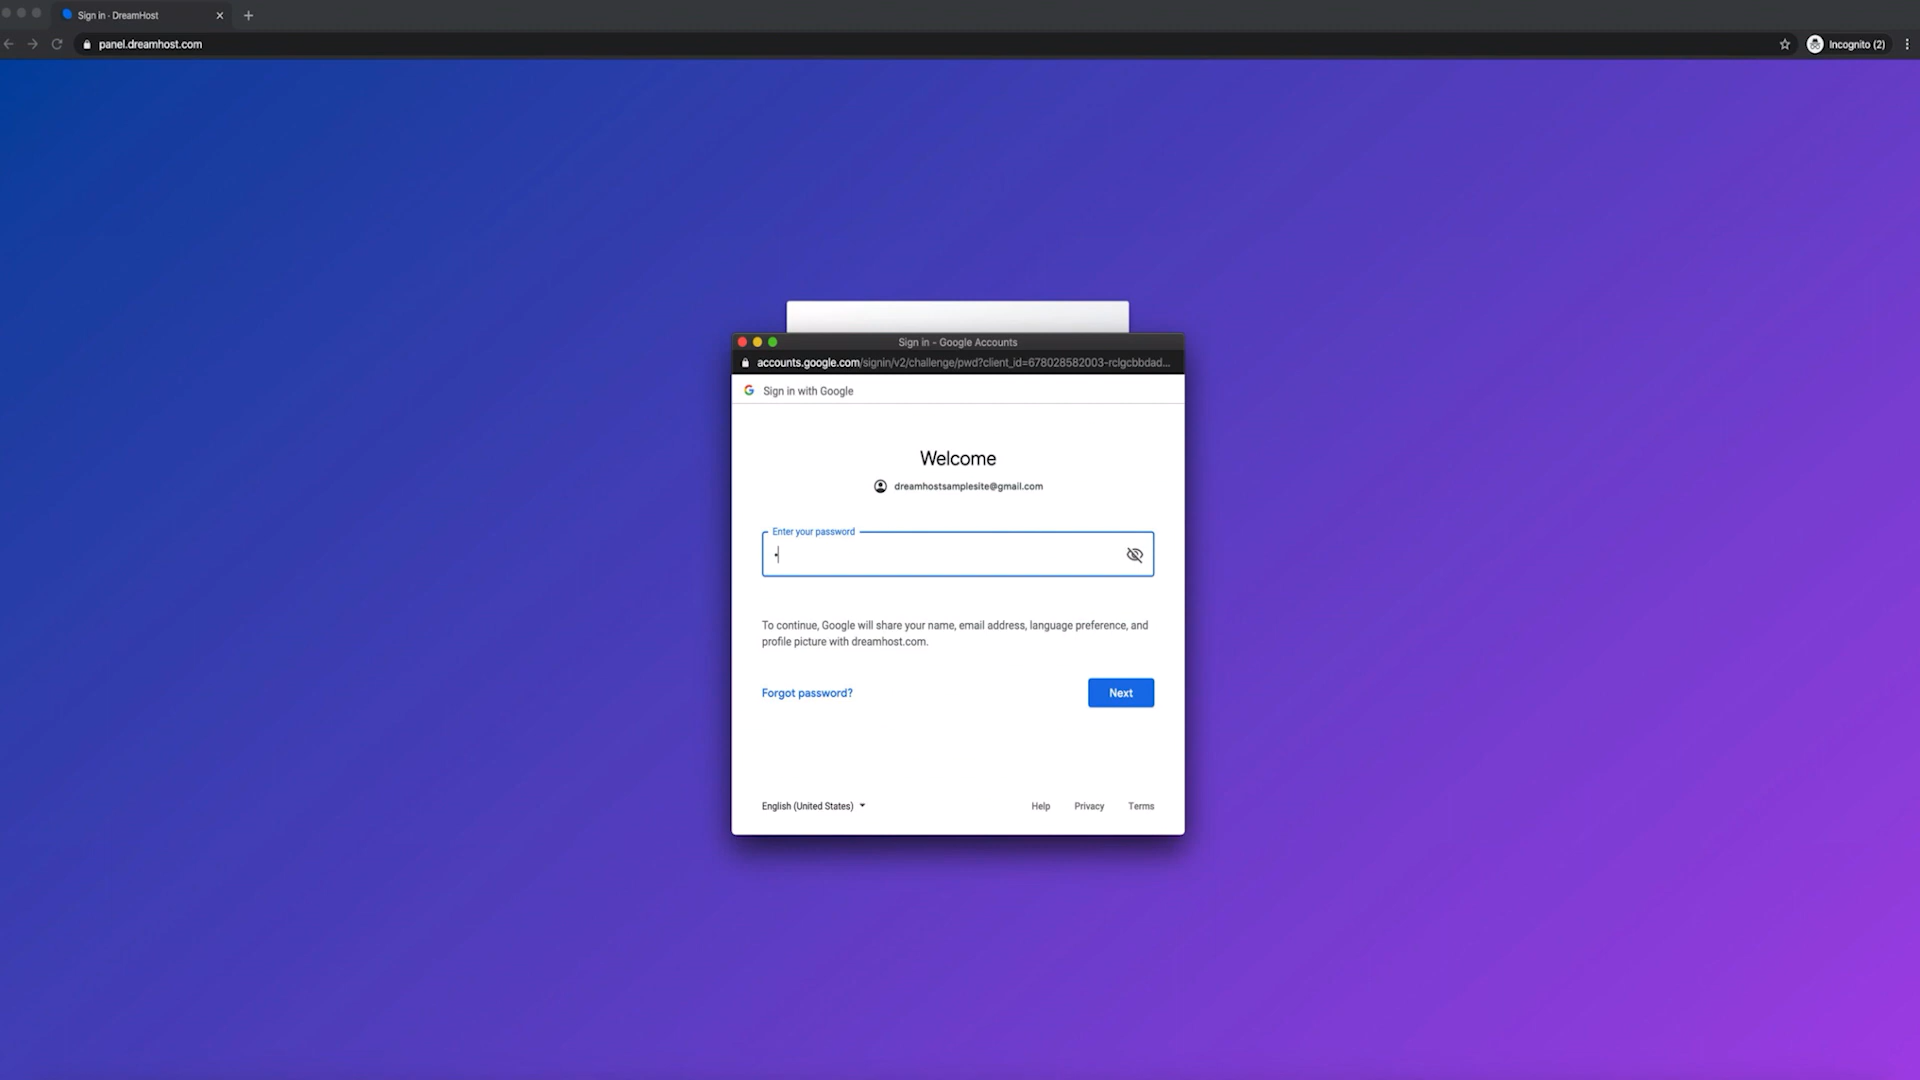 Sign in - DreamHost
panel.dreamhost.com
Incognito (2)
Sign in - Google Accounts
accounts.google.com/signin/v2/challenge/pwd?client_id=678028582003-rclgcbbdad...
Sign in with Google
Welcome
dreamhostsamplesite@gmail.com
Enter your password
To continue, Google will share your name, email address, language preference, and
profile picture with dreamhost.com.
Forgot password?
Next
English (United States)
Help
Privacy
Terms